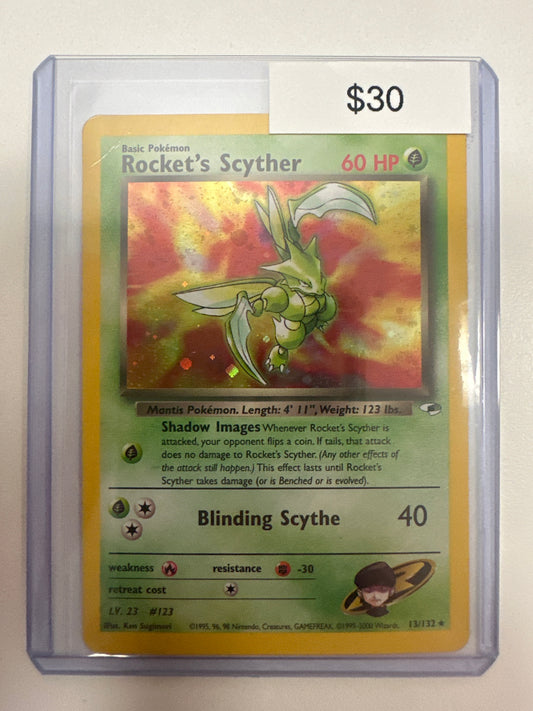 $30
Basic Pokémon
Rocket's Scyther 60 HP
Mantis Pokémon. Length: 4' 11", Weight: 123 lbs.
Shadow Images Whenever Rocket's Scyther is
attacked, your opponent flips a coin. If tails, that attack
does no damage to Rocket's Scyther. (Any other effects of
the attack still happen.) This effect lasts until Rocket's
Scyther takes damage (or is Benched or is evolved).
Blinding Scythe 40
weakness resistance -30
retreat cost
LV. 23 #123
Illus. Ken Sugimori ©1995, 96, 98 Nintendo, Creatures, GAMEFREAK. ©1999-2000 Wizards. 13/132 ★